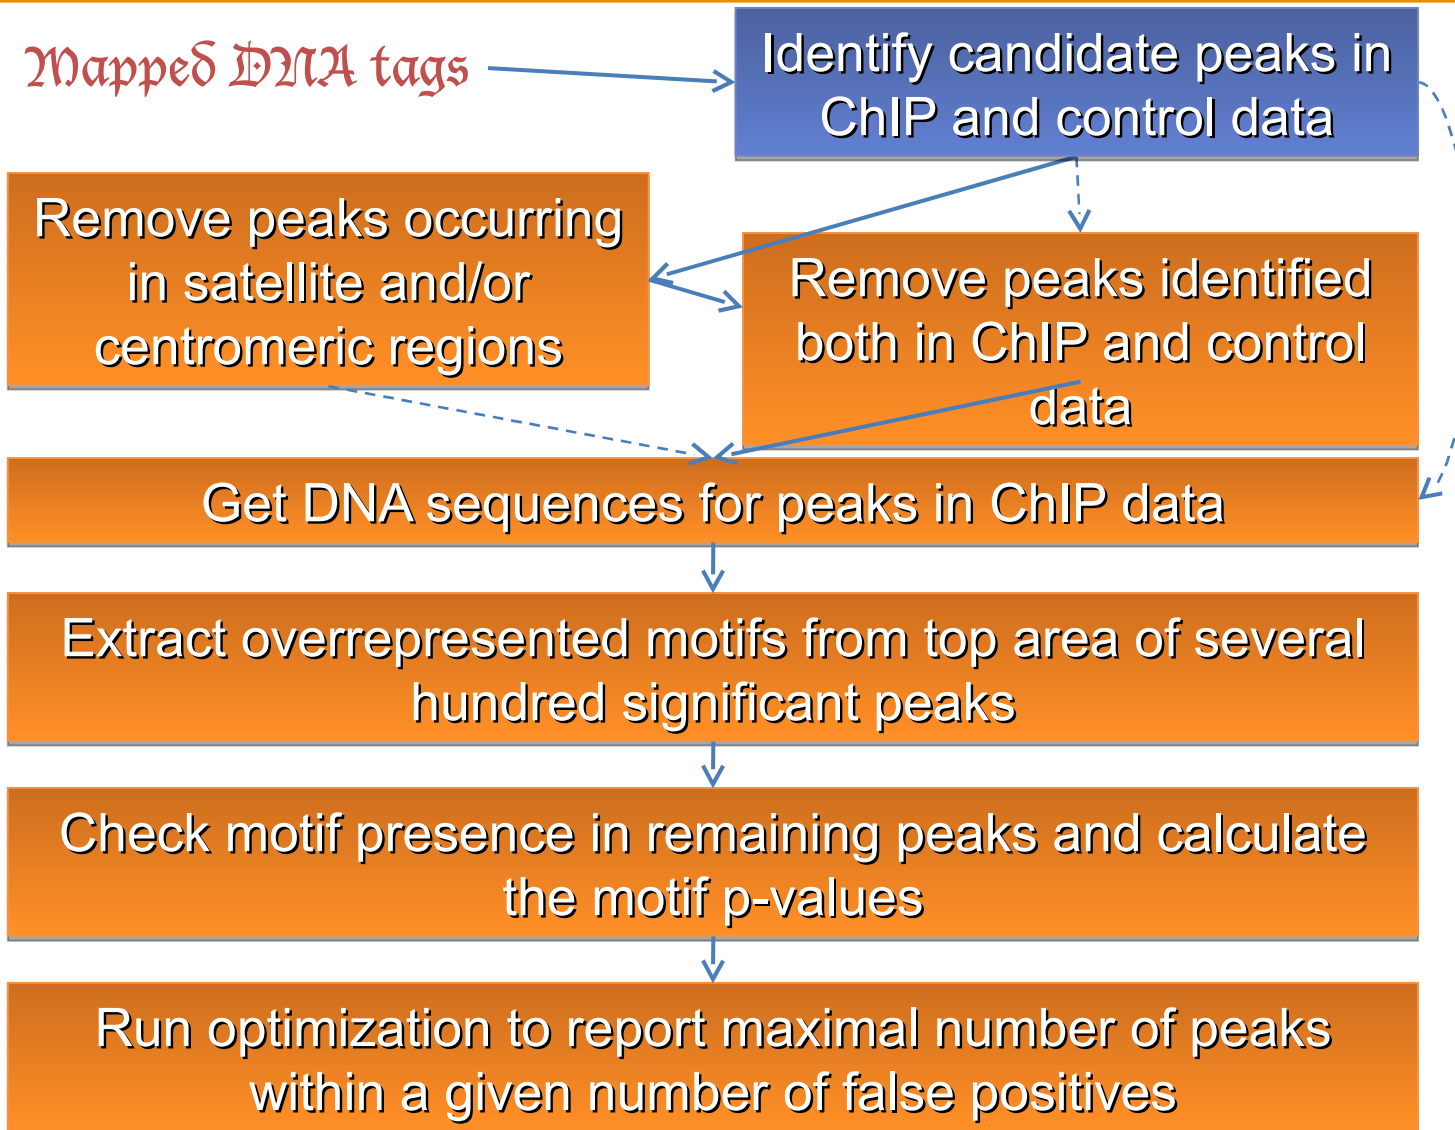 Mapped DNA tags
Identify candidate peaks in
ChIP and control data
Remove peaks occurring
in satellite and/or
centromeric regions
Remove peaks identified
both in ChIP and control
data
Get DNA sequences for peaks in ChIP data
Extract overrepresented motifs from top area of several
hundred significant peaks
Check motif presence in remaining peaks and calculate
the motif p-values
Run optimization to report maximal number of peaks
within a given number of false positives